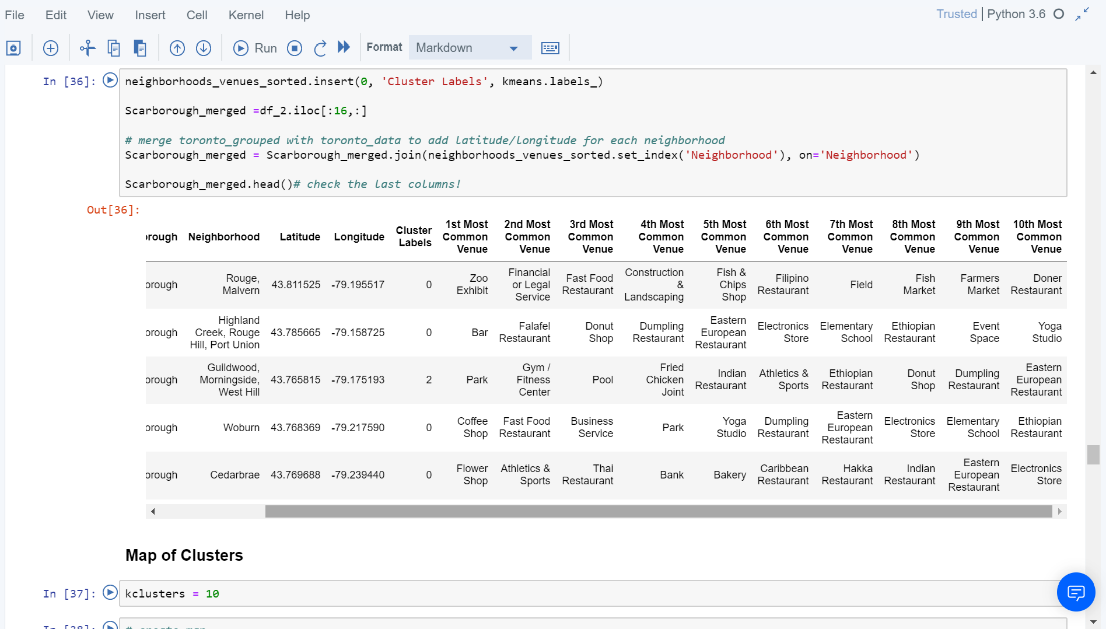 File Edit View Insert Cell Kernel Help Trusted Python 3.6
Run Format Markdown
In [36]: neighborhoods_venues_sorted.insert(0, 'Cluster Labels', kmeans.labels_)
Scarborough_merged =df_2.iloc[:16,:]
# merge toronto_grouped with toronto_data to add latitude/longitude for each neighborhood
Scarborough_merged = Scarborough_merged.join(neighborhoods_venues_sorted.set_index('Neighborhood'), on='Neighborhood')
Scarborough_merged.head()# check the last columns!
Out[36]:
orough Neighborhood Latitude Longitude Cluster Labels 1st Most Common Venue 2nd Most Common Venue 3rd Most Common Venue 4th Most Common Venue 5th Most Common Venue 6th Most Common Venue 7th Most Common Venue 8th Most Common Venue 9th Most Common Venue 10th Most Common Venue
orough Rouge, Malvern 43.811525 -79.195517 0 Zoo Exhibit Financial or Legal Service Fast Food Restaurant Construction & Landscaping Fish & Chips Shop Filipino Restaurant Field Fish Market Farmers Market Doner Restaurant
orough Highland Creek, Rouge Hill, Port Union 43.785665 -79.158725 0 Bar Falafel Restaurant Donut Shop Dumpling Restaurant Eastern European Restaurant Electronics Store Elementary School Ethiopian Restaurant Event Space Yoga Studio
orough Guildwood, Morningside, West Hill 43.765815 -79.175193 2 Park Gym / Fitness Center Pool Fried Chicken Joint Indian Restaurant Athletics & Sports Ethiopian Restaurant Donut Shop Dumpling Restaurant Eastern European Restaurant
orough Woburn 43.768369 -79.217590 0 Coffee Shop Fast Food Restaurant Business Service Park Yoga Studio Dumpling Restaurant Eastern European Restaurant Electronics Store Elementary School Ethiopian Restaurant
orough Cedarbrae 43.769688 -79.239440 0 Flower Shop Athletics & Sports Thai Restaurant Bank Bakery Caribbean Restaurant Hakka Restaurant Indian Restaurant Eastern European Restaurant Electronics Store
Map of Clusters
In [37]: kclusters = 10